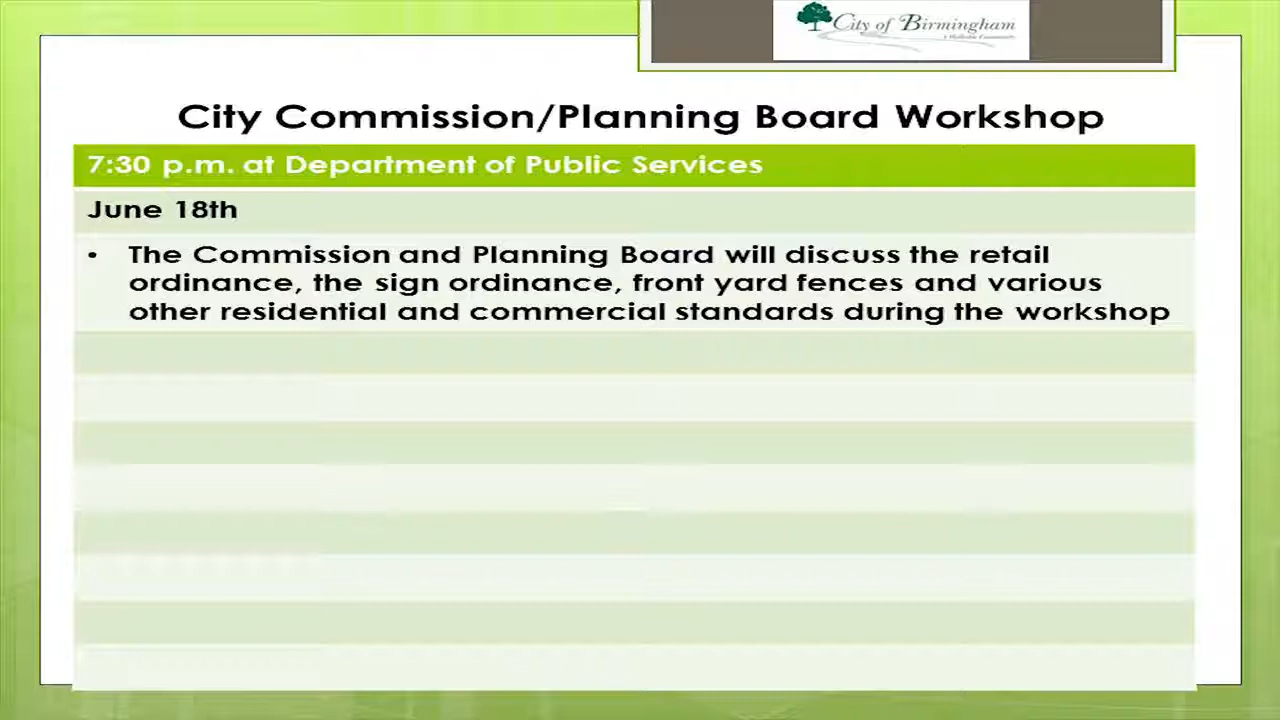 City of Birmingham
City Commission/Planning Board Workshop
7:30 p.m. at Department of Public Services
June 18th
• The Commission and Planning Board will discuss the retail
ordinance, the sign ordinance, front yard fences and various
other residential and commercial standards during the workshop